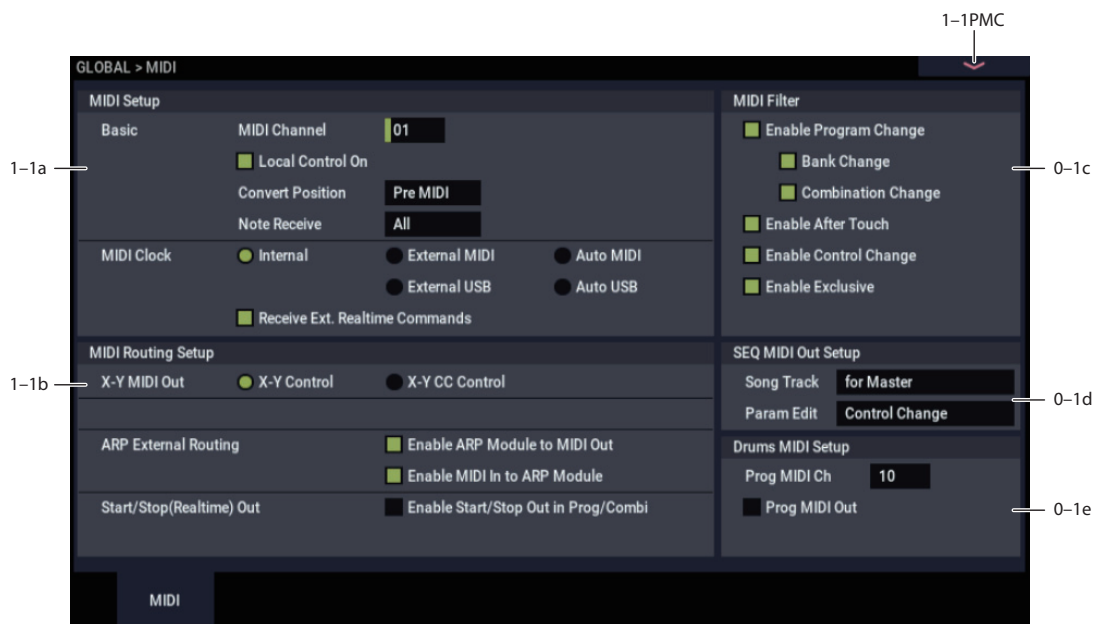 1–1PMC
GLOBAL > MIDI
MIDI Setup
Basic
MIDI Channel 01
Local Control On
Convert Position Pre MIDI
Note Receive All
1–1a
MIDI Clock
Internal
External MIDI
Auto MIDI
External USB
Auto USB
Receive Ext. Realtime Commands
MIDI Routing Setup
1–1b
X-Y MIDI Out
X-Y Control
X-Y CC Control
ARP External Routing
Enable ARP Module to MIDI Out
Enable MIDI In to ARP Module
Start/Stop(Realtime) Out
Enable Start/Stop Out in Prog/Combi
MIDI Filter
Enable Program Change
Bank Change
Combination Change
Enable After Touch
Enable Control Change
Enable Exclusive
0–1c
SEQ MIDI Out Setup
Song Track for Master
Param Edit Control Change
0–1d
Drums MIDI Setup
Prog MIDI Ch 10
Prog MIDI Out
0–1e
MIDI